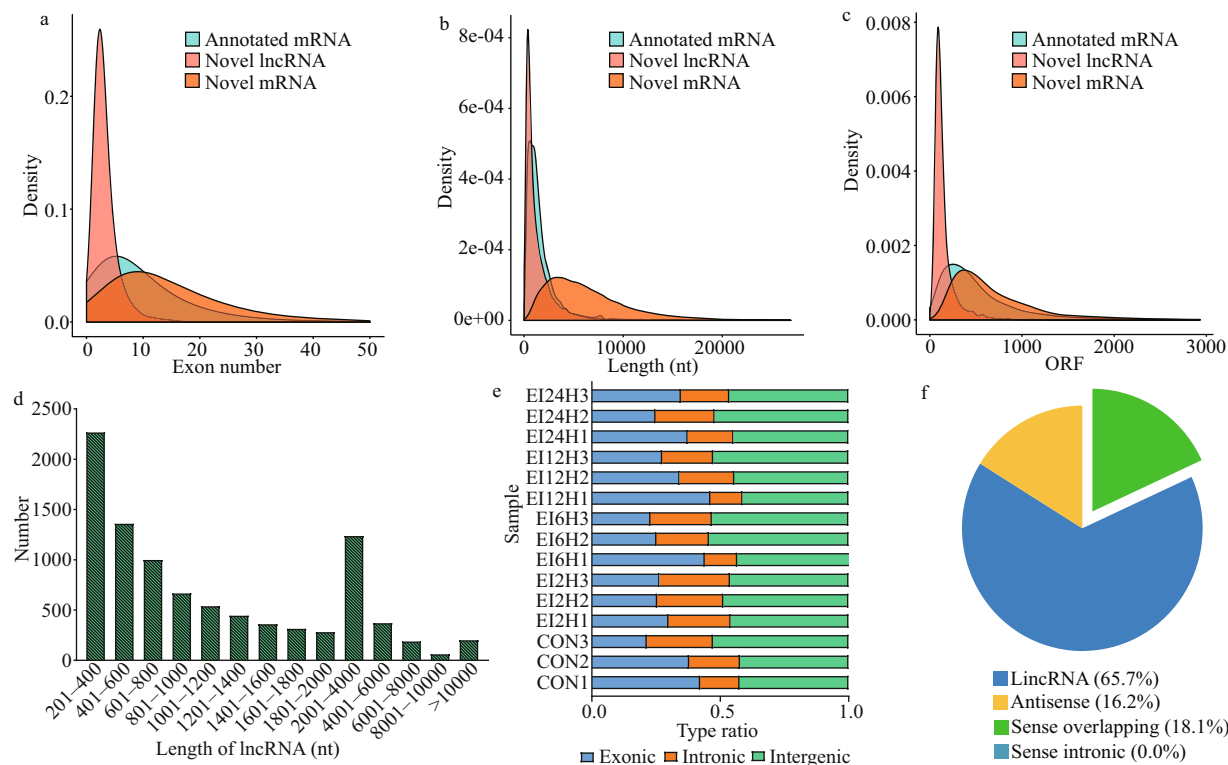 a
Density
0.2
0.1
0.0
0
10
20
30
40
50
Exon number
Annotated mRNA
Novel lncRNA
Novel mRNA
b
Density
8e-04
6e-04
4e-04
2e-04
0e+00
0
10000
20000
Length (nt)
Annotated mRNA
Novel lncRNA
Novel mRNA
c
Density
0.008
0.006
0.004
0.002
0.000
0
1000
2000
3000
ORF
Annotated mRNA
Novel lncRNA
Novel mRNA
d
Number
2500
2000
1500
1000
500
0
201–400
401–600
601–800
801–1000
1001–1200
1201–1400
1401–1600
1601–1800
1801–2000
2001–4000
4001–6000
6001–8000
8001–10000
>10000
Length of lncRNA (nt)
e
Sample
EI24H3
EI24H2
EI24H1
EI12H3
EI12H2
EI12H1
EI6H3
EI6H2
EI6H1
EI2H3
EI2H2
EI2H1
CON3
CON2
CON1
0.0
0.5
1.0
Type ratio
Exonic
Intronic
Intergenic
f
LincRNA (65.7%)
Antisense (16.2%)
Sense overlapping (18.1%)
Sense intronic (0.0%)